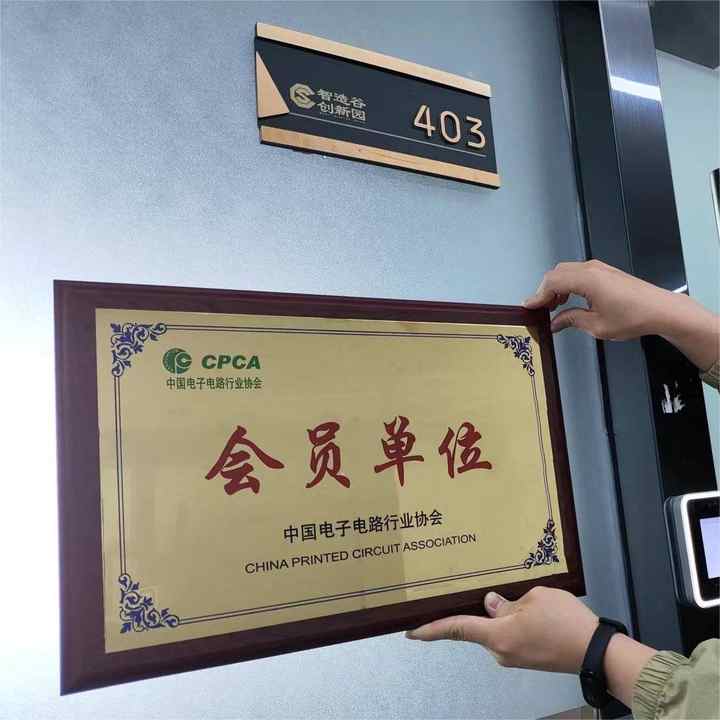 智造谷
创新园
403
CPCA
中国电子电路行业协会
会员单位
中国电子电路行业协会
CHINA PRINTED CIRCUIT ASSOCIATION